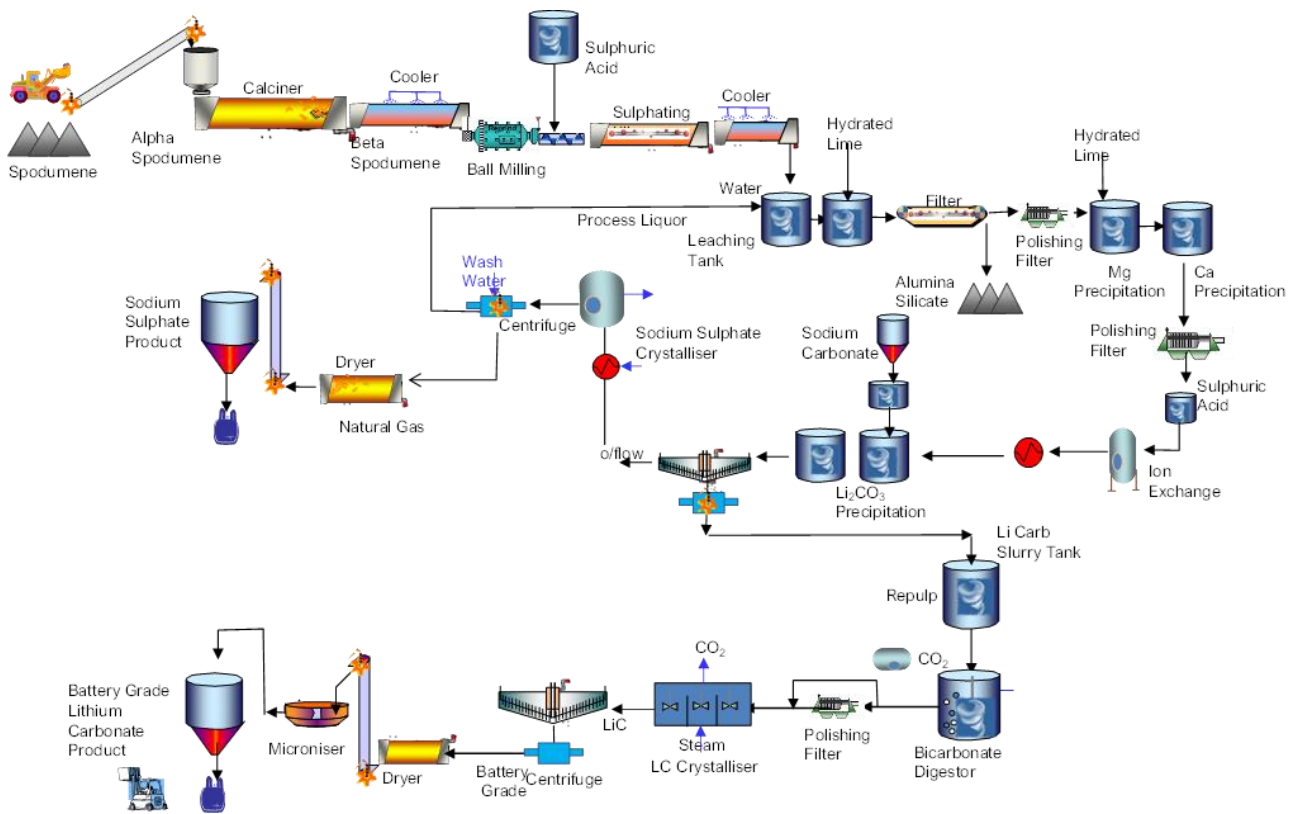 Sulphuric
Acid
Calciner
Cooler
Cooler
Sulphating
Spodumene
Alpha
Spodumene
Beta
Spodumene
Regrind
Ball Milling
Hydrated
Lime
Hydrated
Lime
Water
Process Liquor
Leaching
Tank
Filter
Polishing
Filter
Mg
Precipitation
Ca
Precipitation
Alumina
Silicate
Wash
Water
Centrifuge
Sodium
Sulphate
Product
Dryer
Natural Gas
Sodium Sulphate
Crystalliser
Sodium
Carbonate
Polishing
Filter
Sulphuric
Acid
Ion
Exchange
o/flow
Li₂CO₃
Precipitation
Li Carb
Slurry Tank
Repulp
CO₂
CO₂
Bicarbonate
Digestor
Polishing
Filter
Steam
LC Crystalliser
LiC
Centrifuge
Battery
Grade
Dryer
Microniser
Battery Grade
Lithium
Carbonate
Product